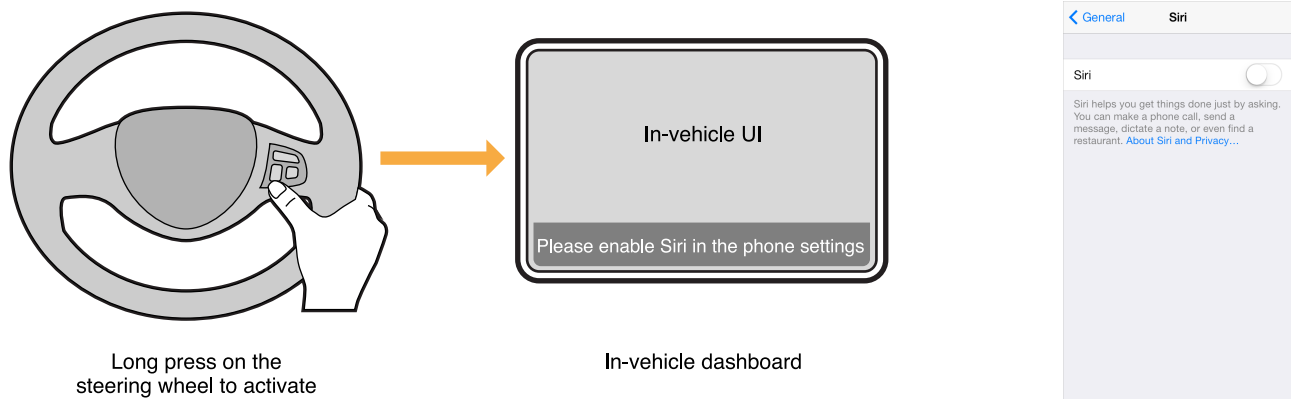 In-vehicle UI
Please enable Siri in the phone settings
Long press on the
steering wheel to activate
In-vehicle dashboard
General
Siri
Siri
Siri helps you get things done just by asking.
You can make a phone call, send a
message, dictate a note, or even find a
restaurant. About Siri and Privacy...